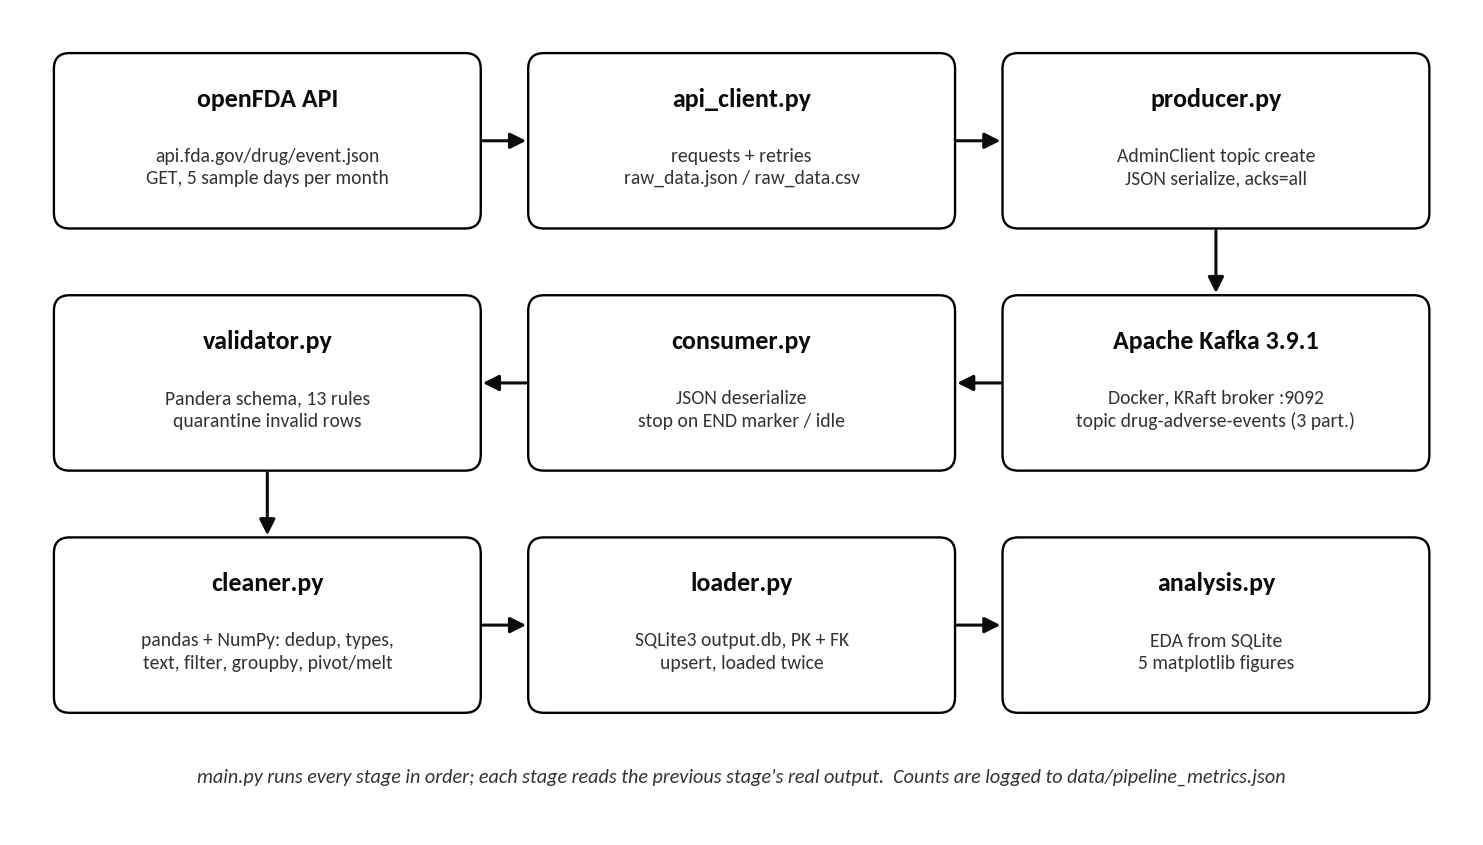 openFDA API
api.fda.gov/drug/event.json
GET, 5 sample days per month
api_client.py
requests + retries
raw_data.json / raw_data.csv
producer.py
AdminClient topic create
JSON serialize, acks=all
validator.py
Pandera schema, 13 rules
quarantine invalid rows
consumer.py
JSON deserialize
stop on END marker / idle
Apache Kafka 3.9.1
Docker, KRaft broker :9092
topic drug-adverse-events (3 part.)
cleaner.py
pandas + NumPy: dedup, types,
text, filter, groupby, pivot/melt
loader.py
SQLite3 output.db, PK + FK
upsert, loaded twice
analysis.py
EDA from SQLite
5 matplotlib figures
main.py runs every stage in order; each stage reads the previous stage's real output.  Counts are logged to data/pipeline_metrics.json